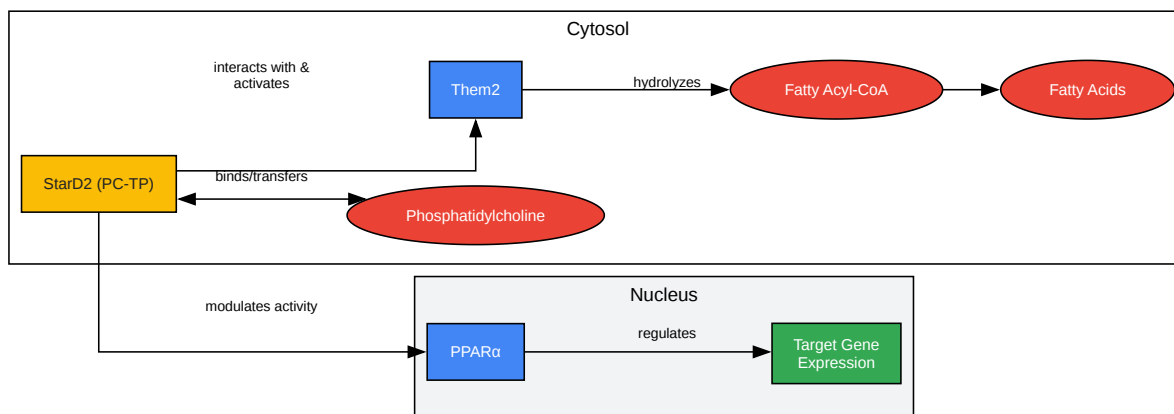 Cytosol
interacts with &
activates
Them2
hydrolyzes
Fatty Acyl-CoA
Fatty Acids
StarD2 (PC-TP)
binds/transfers
Phosphatidylcholine
Nucleus
modulates activity
PPARα
regulates
Target Gene
Expression